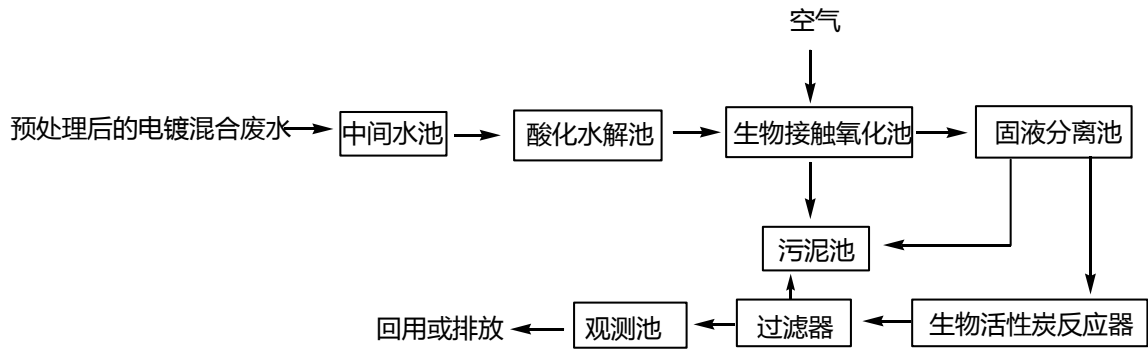 空气
预处理后的电镀混合废水
中间水池
酸化水解池
生物接触氧化池
固液分离池
污泥池
回用或排放
观测池
过滤器
生物活性炭反应器